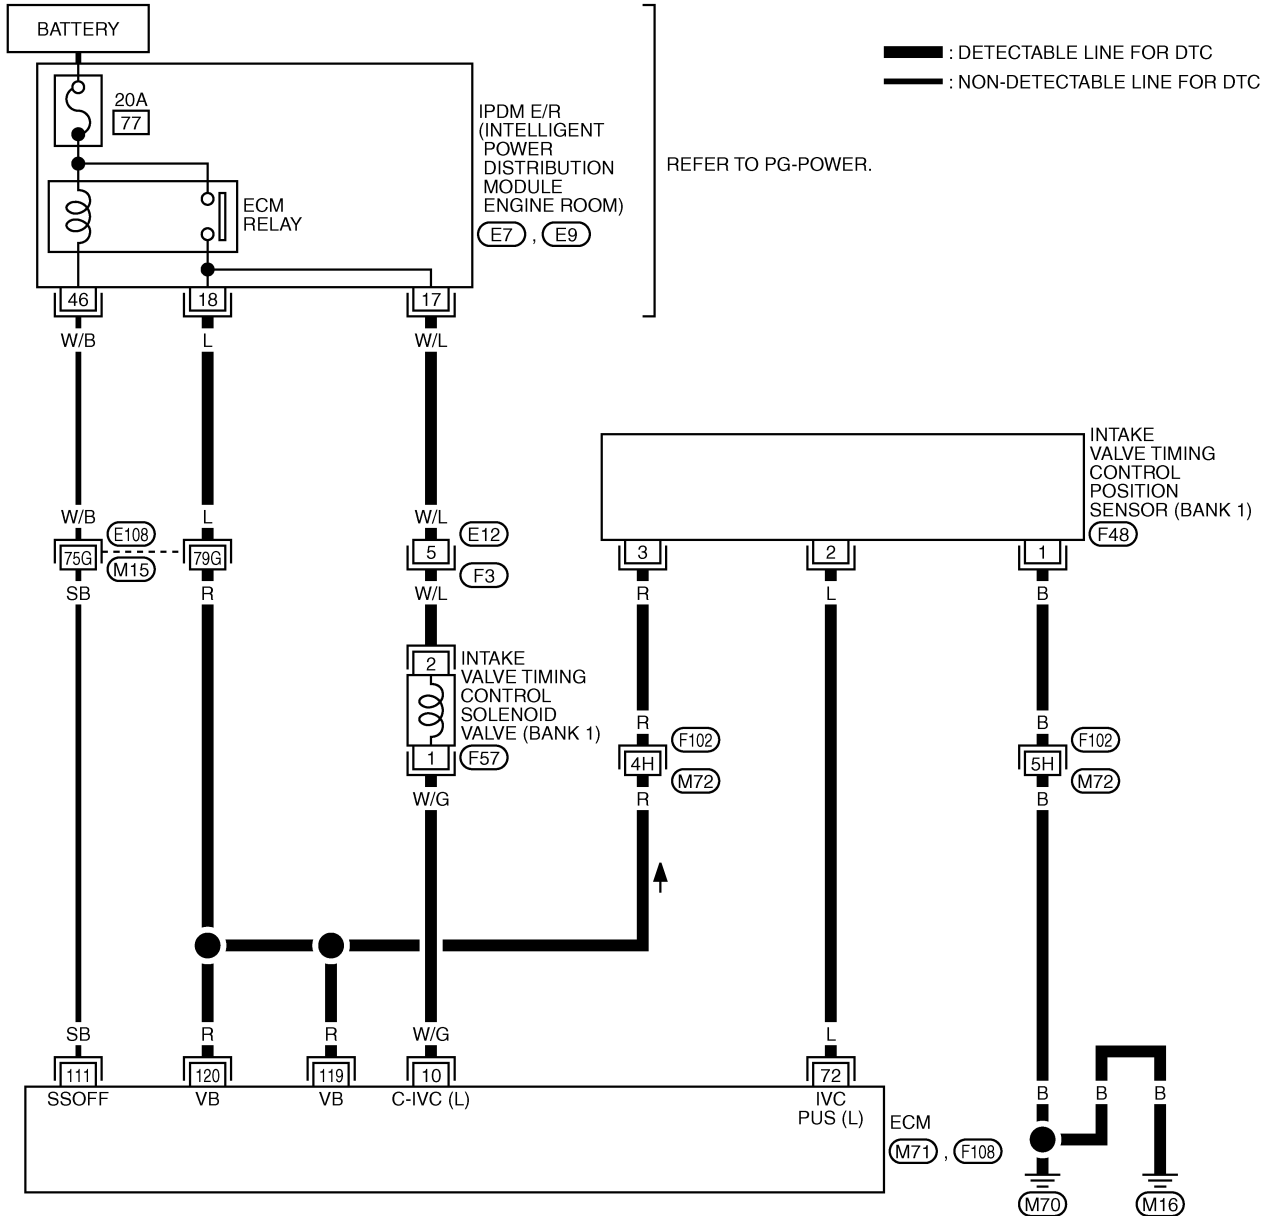 BATTERY
: DETECTABLE LINE FOR DTC
: NON-DETECTABLE LINE FOR DTC
20A
77
IPDM E/R
(INTELLIGENT
POWER
DISTRIBUTION
MODULE
ENGINE ROOM)
E7 , E9
REFER TO PG-POWER.
ECM
RELAY
46 18 17
W/B L W/L
INTAKE
VALVE TIMING
CONTROL
POSITION
SENSOR (BANK 1)
F48
W/B L W/L
E108 E12
75G 79G 5 3 2 1
M15 F3
SB R W/L R L B
2
INTAKE
VALVE TIMING
CONTROL
SOLENOID
VALVE (BANK 1)
1 F57
R B
F102 F102
4H 5H
M72 M72
W/G R B
SB R R W/G L
111 120 119 10 72
SSOFF VB VB C-IVC (L) IVC
PUS (L)
B B B
ECM
M71 , F108
M70 M16